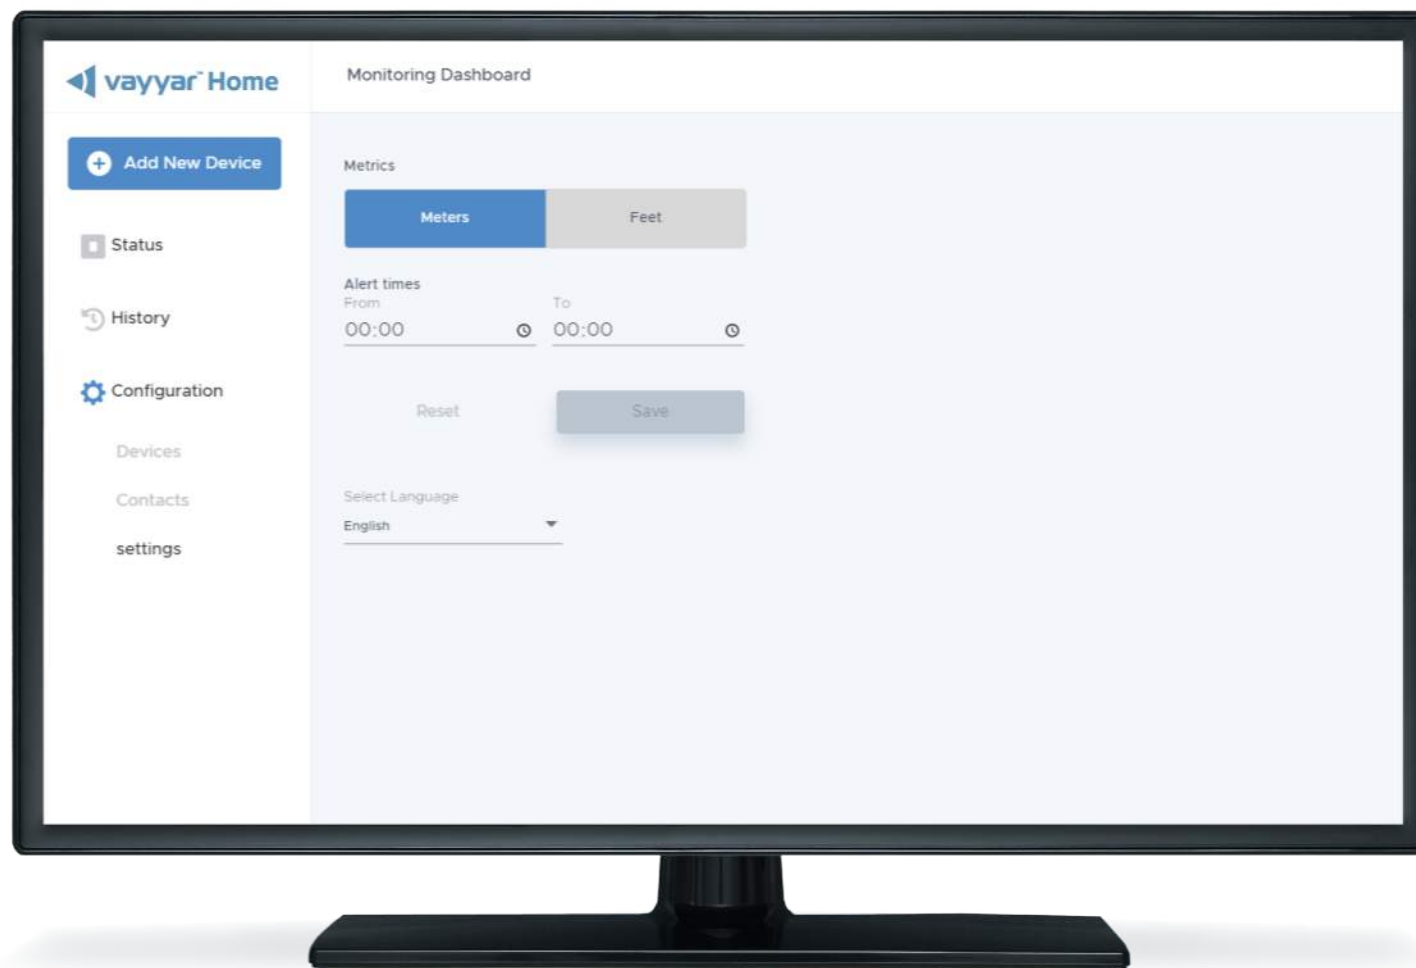 vayyar™ Home
Monitoring Dashboard
Add New Device
Status
History
Configuration
Devices
Contacts
settings
Metrics
Meters Feet
Alert times
From To
00:00 00:00
Reset Save
Select Language
English